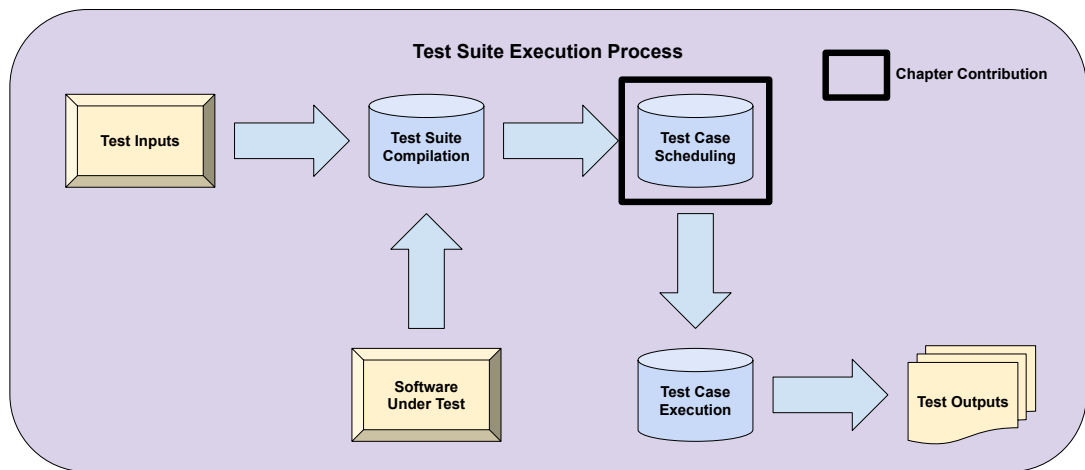 Test Suite Execution Process
Chapter Contribution
Test Inputs
Test Suite
Compilation
Test Case
Scheduling
Software
Under Test
Test Case
Execution
Test Outputs